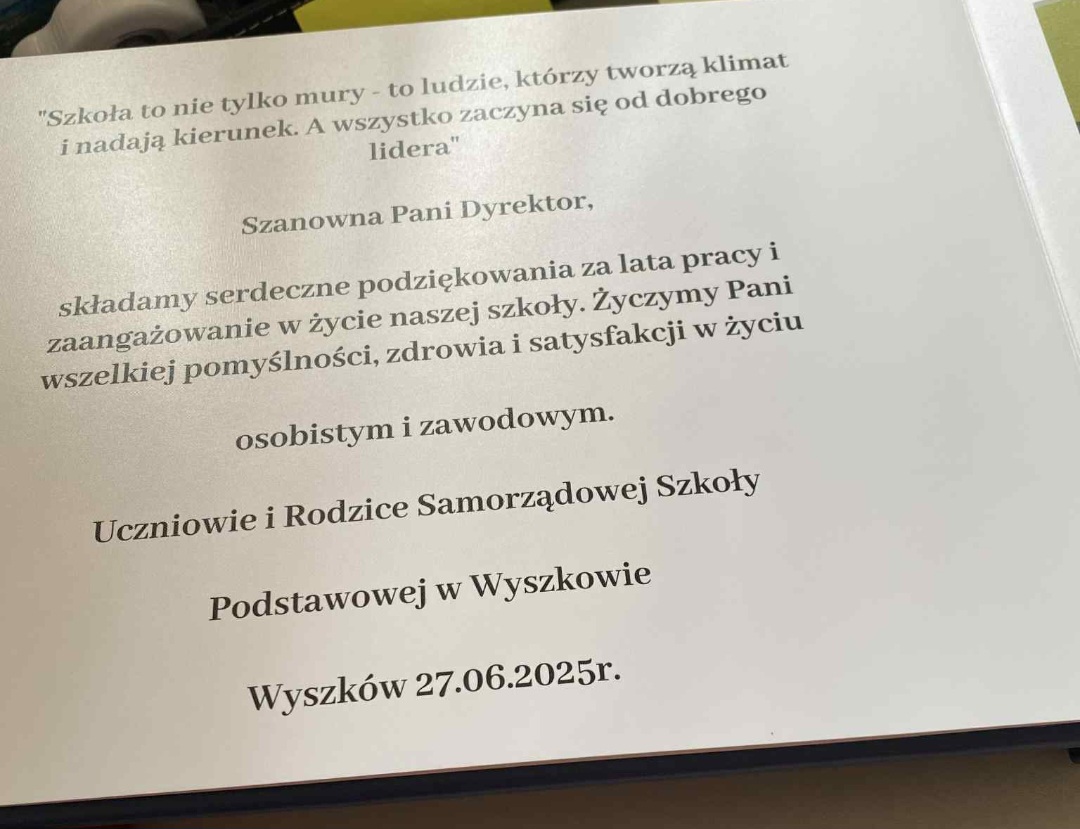 "Szkoła to nie tylko mury - to ludzie, którzy tworzą klimat
i nadają kierunek. A wszystko zaczyna się od dobrego
lidera"
Szanowna Pani Dyrektor,
składamy serdeczne podziękowania za lata pracy i
zaangażowanie w życie naszej szkoły. Życzymy Pani
wszelkiej pomyślności, zdrowia i satysfakcji w życiu
osobistym i zawodowym.
Uczniowie i Rodzice Samorządowej Szkoły
Podstawowej w Wyszkowie
Wyszków 27.06.2025r.